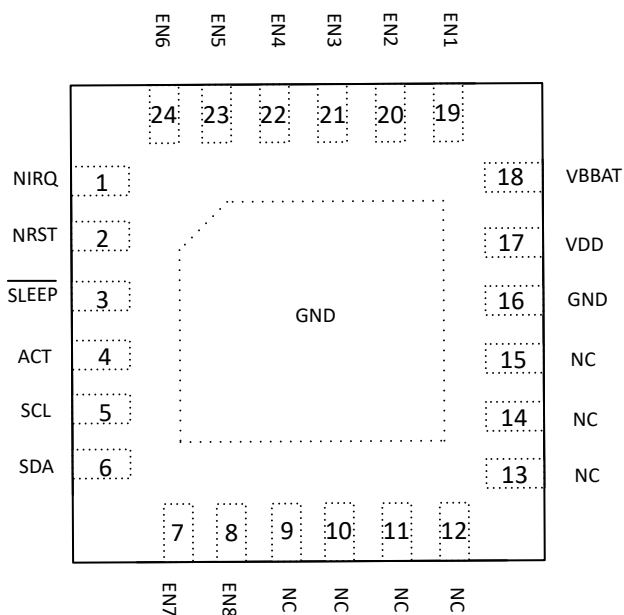 EN6 EN5 EN4 EN3 EN2 EN1
24 23 22 21 20 19
NIRQ 1 18 VBBAT
NRST 2 17 VDD
SLEEP 3 16 GND
GND
ACT 4 15 NC
SCL 5 14 NC
SDA 6 13 NC
7 8 9 10 11 12
EN7 EN8 NC NC NC NC